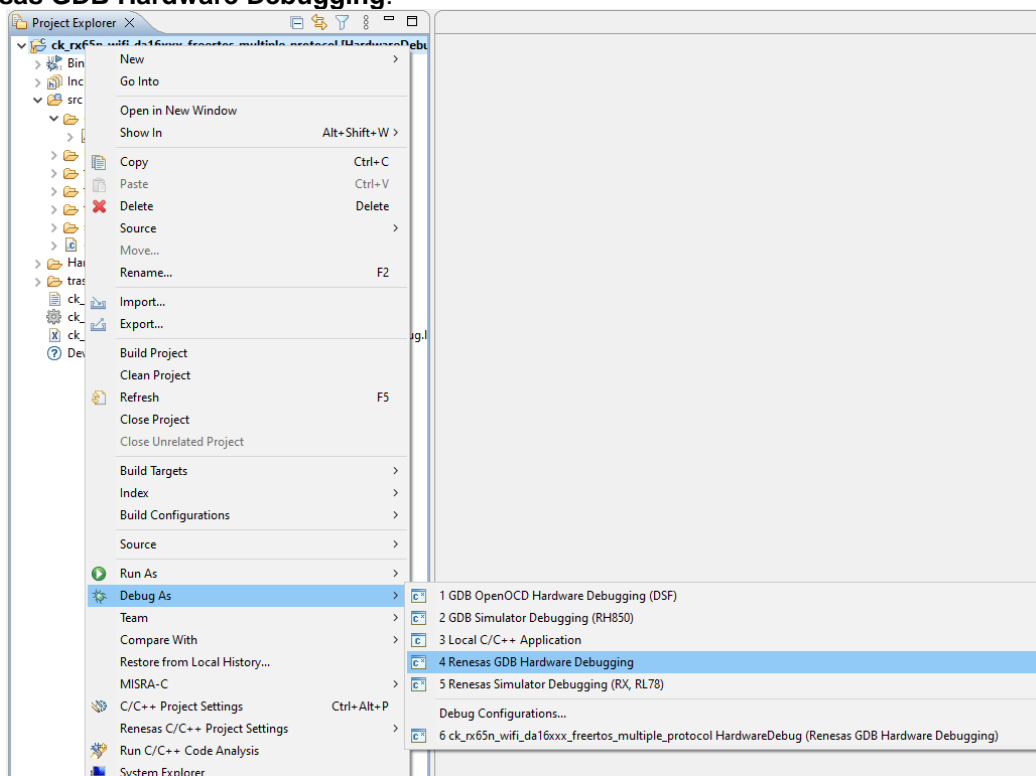 sas GDB Hardware Debugging.
Project Explorer
ck_rx65n_wifi_da16xxx_freertos_multiple_protocol [HardwareDebu
Bin
New
Inc
Go Into
src
Open in New Window
Show In Alt+Shift+W >
Copy Ctrl+C
Paste Ctrl+V
Delete Delete
Source
Move...
Har
Rename... F2
tras
ck_
Import...
ck_
Export...
ck_ ug.l
Dev
Build Project
Clean Project
Refresh F5
Close Project
Close Unrelated Project
Build Targets
Index
Build Configurations
Source
Run As
Debug As
1 GDB OpenOCD Hardware Debugging (DSF)
Team
2 GDB Simulator Debugging (RH850)
Compare With
3 Local C/C++ Application
Restore from Local History...
4 Renesas GDB Hardware Debugging
MISRA-C
5 Renesas Simulator Debugging (RX, RL78)
C/C++ Project Settings Ctrl+Alt+P
Debug Configurations...
Renesas C/C++ Project Settings
6 ck_rx65n_wifi_da16xxx_freertos_multiple_protocol HardwareDebug (Renesas GDB Hardware Debugging)
Run C/C++ Code Analysis
System Explorer